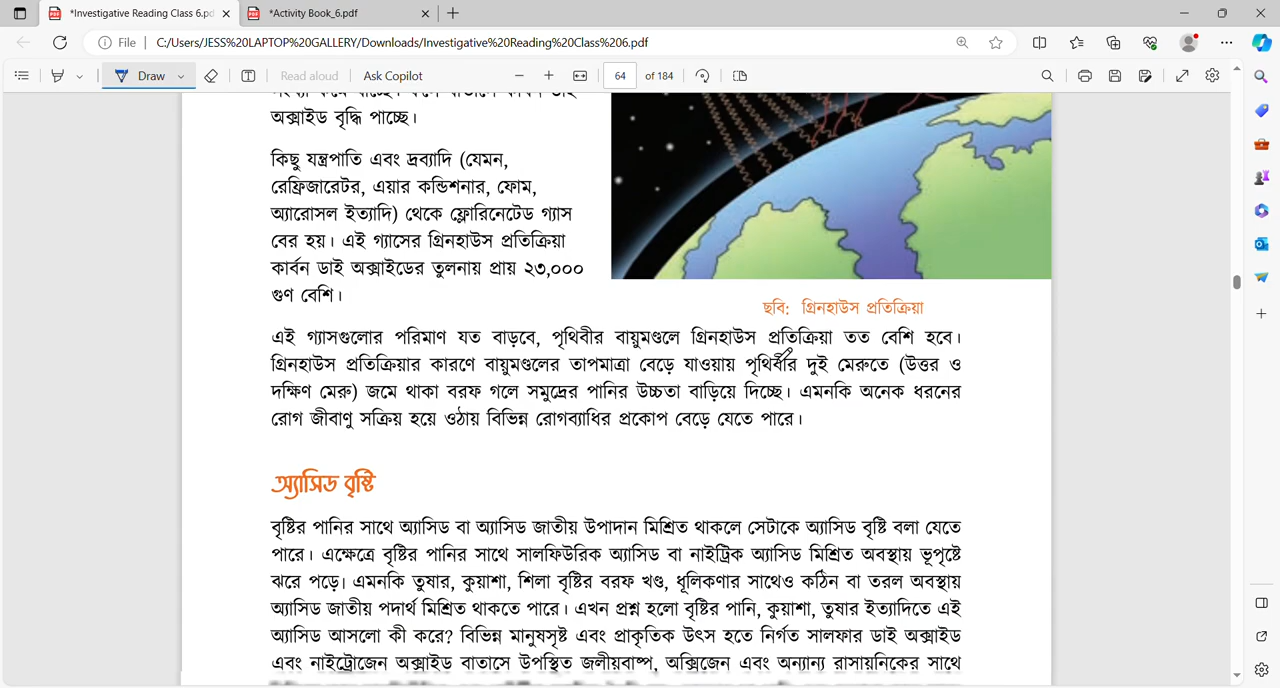 *Investigative Reading Class 6.pd
*Activity Book_6.pdf
File C:/Users/JESS%20LAPTOP%20GALLERY/Downloads/Investigative%20Reading%20Class%206.pdf
Draw Read aloud Ask Copilot 64 of 184
অক্সাইড বৃদ্ধি পাচ্ছে।
কিছু যন্ত্রপাতি এবং দ্রব্যাদি (যেমন,
রেফ্রিজারেটর, এয়ার কন্ডিশনার, ফোম,
অ্যারোসল ইত্যাদি) থেকে ফ্লোরিনেটেড গ্যাস
বের হয়। এই গ্যাসের গ্রিনহাউস প্রতিক্রিয়া
কার্বন ডাই অক্সাইডের তুলনায় প্রায় ২৩,০০০
গুণ বেশি।
ছবি: গ্রিনহাউস প্রতিক্রিয়া
এই গ্যাসগুলোর পরিমাণ যত বাড়বে, পৃথিবীর বায়ুমণ্ডলে গ্রিনহাউস প্রতিক্রিয়া তত বেশি হবে।
গ্রিনহাউস প্রতিক্রিয়ার কারণে বায়ুমণ্ডলের তাপমাত্রা বেড়ে যাওয়ায় পৃথিবীর দুই মেরুতে (উত্তর ও
দক্ষিণ মেরু) জমে থাকা বরফ গলে সমুদ্রের পানির উচ্চতা বাড়িয়ে দিচ্ছে। এমনকি অনেক ধরনের
রোগ জীবাণু সক্রিয় হয়ে ওঠায় বিভিন্ন রোগব্যাধির প্রকোপ বেড়ে যেতে পারে।
অ্যাসিড বৃষ্টি
বৃষ্টির পানির সাথে অ্যাসিড বা অ্যাসিড জাতীয় উপাদান মিশ্রিত থাকলে সেটাকে অ্যাসিড বৃষ্টি বলা যেতে
পারে। এক্ষেত্রে বৃষ্টির পানির সাথে সালফিউরিক অ্যাসিড বা নাইট্রিক অ্যাসিড মিশ্রিত অবস্থায় ভূপৃষ্টে
ঝরে পড়ে। এমনকি তুষার, কুয়াশা, শিলা বৃষ্টির বরফ খণ্ড, ধূলিকণার সাথেও কঠিন বা তরল অবস্থায়
অ্যাসিড জাতীয় পদার্থ মিশ্রিত থাকতে পারে। এখন প্রশ্ন হলো বৃষ্টির পানি, কুয়াশা, তুষার ইত্যাদিতে এই
অ্যাসিড আসলো কী করে? বিভিন্ন মানুষসৃষ্ট এবং প্রাকৃতিক উৎস হতে নির্গত সালফার ডাই অক্সাইড
এবং নাইট্রোজেন অক্সাইড বাতাসে উপস্থিত জলীয়বাষ্প, অক্সিজেন এবং অন্যান্য রাসায়নিকের সাথে